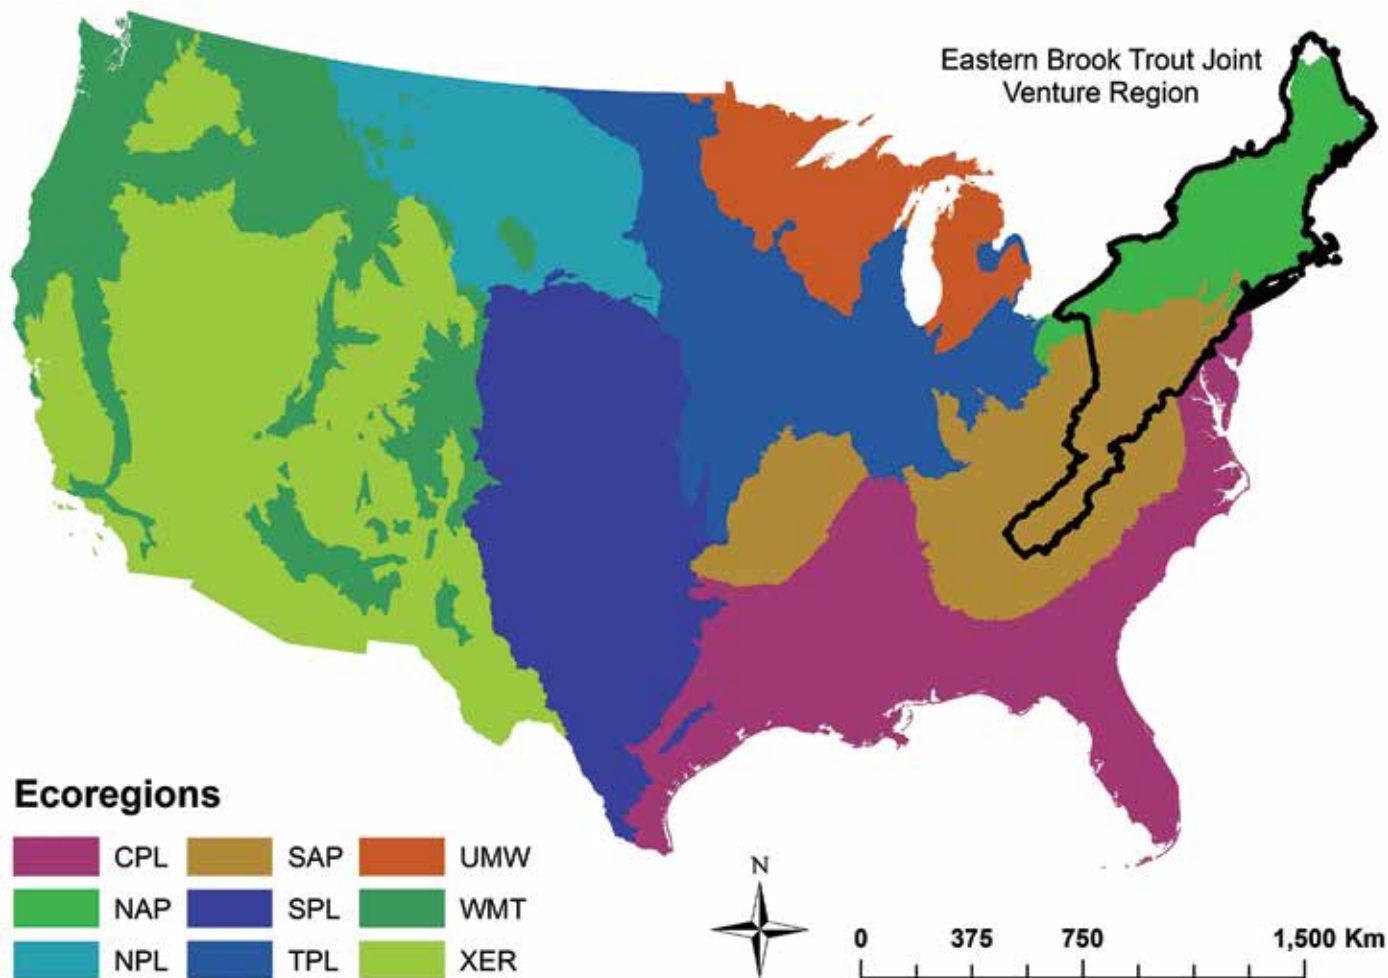 Eastern Brook Trout Joint
Venture Region
Ecoregions
CPL SAP UMW
NAP SPL WMT
NPL TPL XER
N
0 375 750 1,500 Km